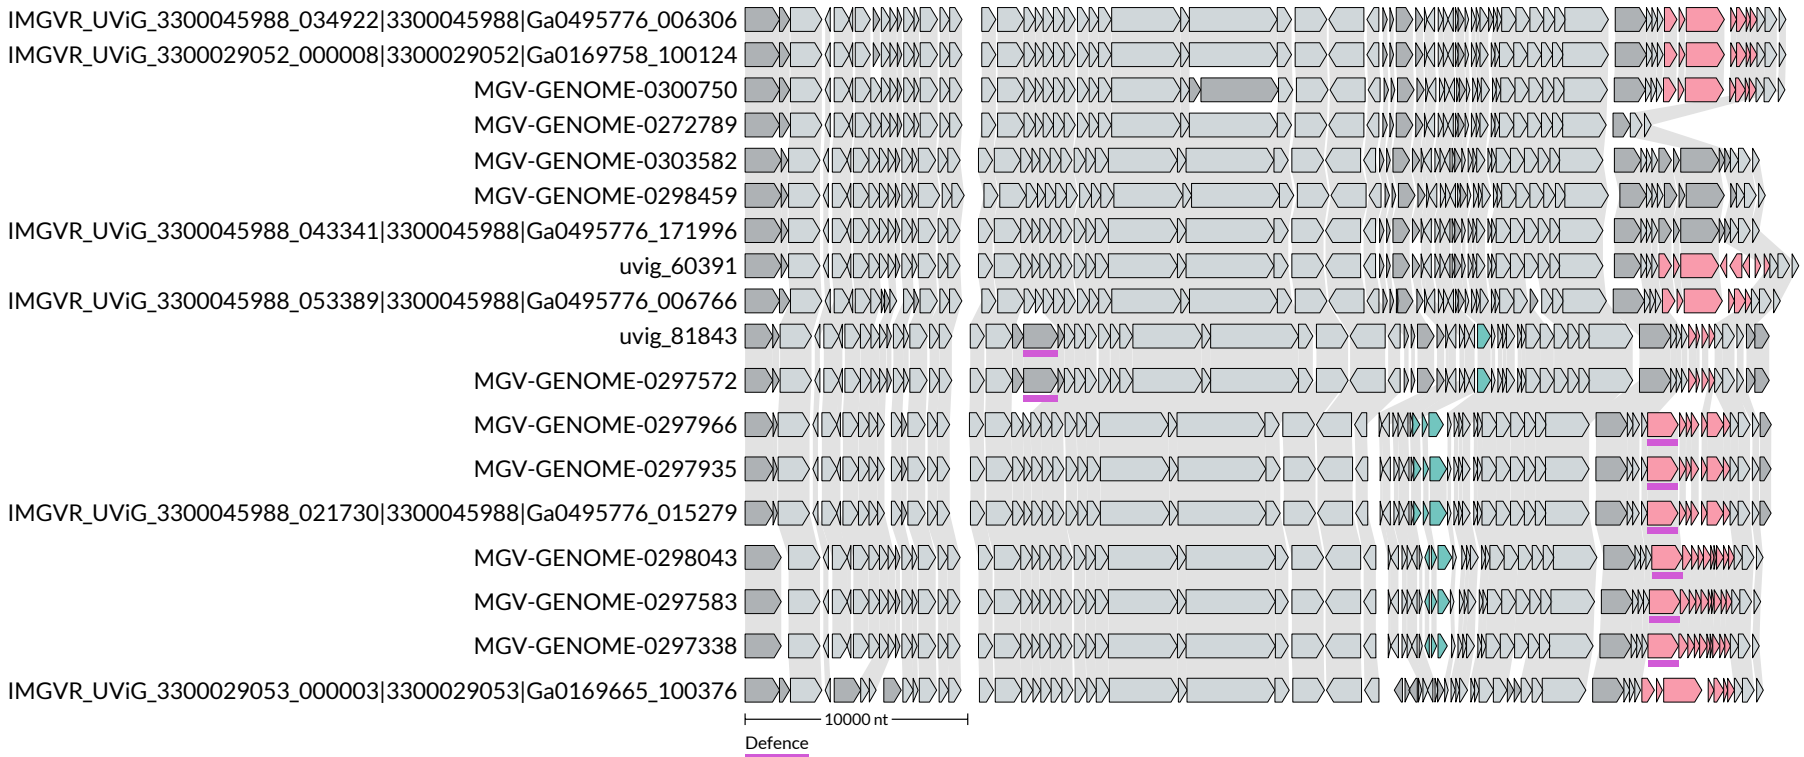 IMGVR_UViG_3300045988_034922|3300045988|Ga0495776_006306
IMGVR_UViG_3300029052_000008|3300029052|Ga0169758_100124
MGV-GENOME-0300750
MGV-GENOME-0272789
MGV-GENOME-0303582
MGV-GENOME-0298459
IMGVR_UViG_3300045988_043341|3300045988|Ga0495776_171996
uvig_60391
IMGVR_UViG_3300045988_053389|3300045988|Ga0495776_006766
uvig_81843
MGV-GENOME-0297572
MGV-GENOME-0297966
MGV-GENOME-0297935
IMGVR_UViG_3300045988_021730|3300045988|Ga0495776_015279
MGV-GENOME-0298043
MGV-GENOME-0297583
MGV-GENOME-0297338
IMGVR_UViG_3300029053_000003|3300029053|Ga0169665_100376
10000 nt
Defence